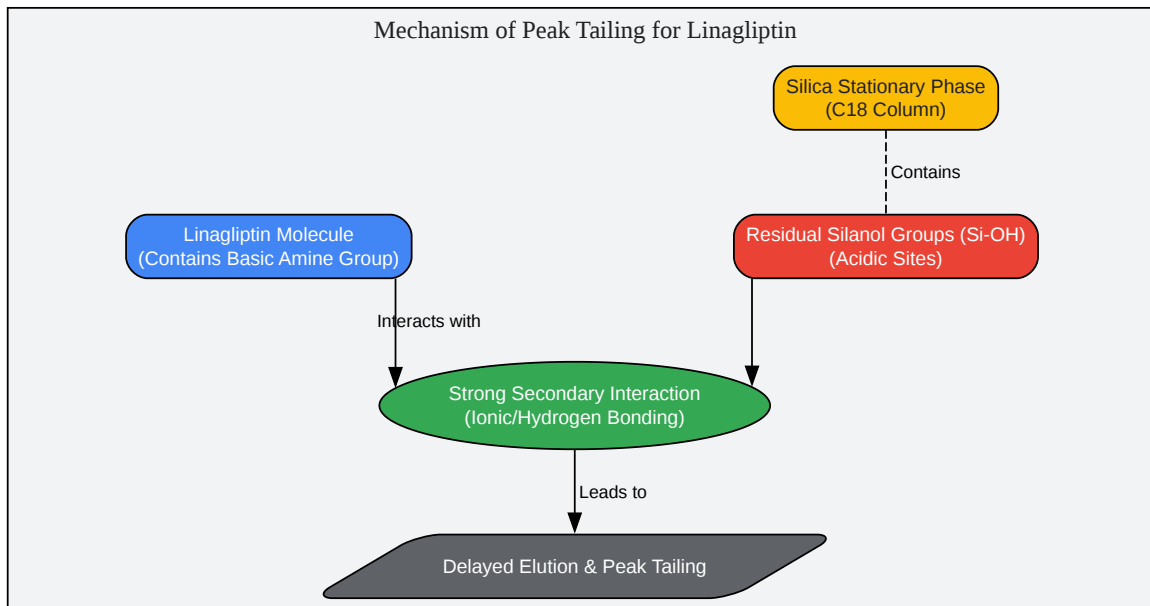 Mechanism of Peak Tailing for Linagliptin
Silica Stationary Phase
(C18 Column)
Contains
Linagliptin Molecule
(Contains Basic Amine Group)
Residual Silanol Groups (Si-OH)
(Acidic Sites)
Interacts with
Strong Secondary Interaction
(Ionic/Hydrogen Bonding)
Leads to
Delayed Elution & Peak Tailing